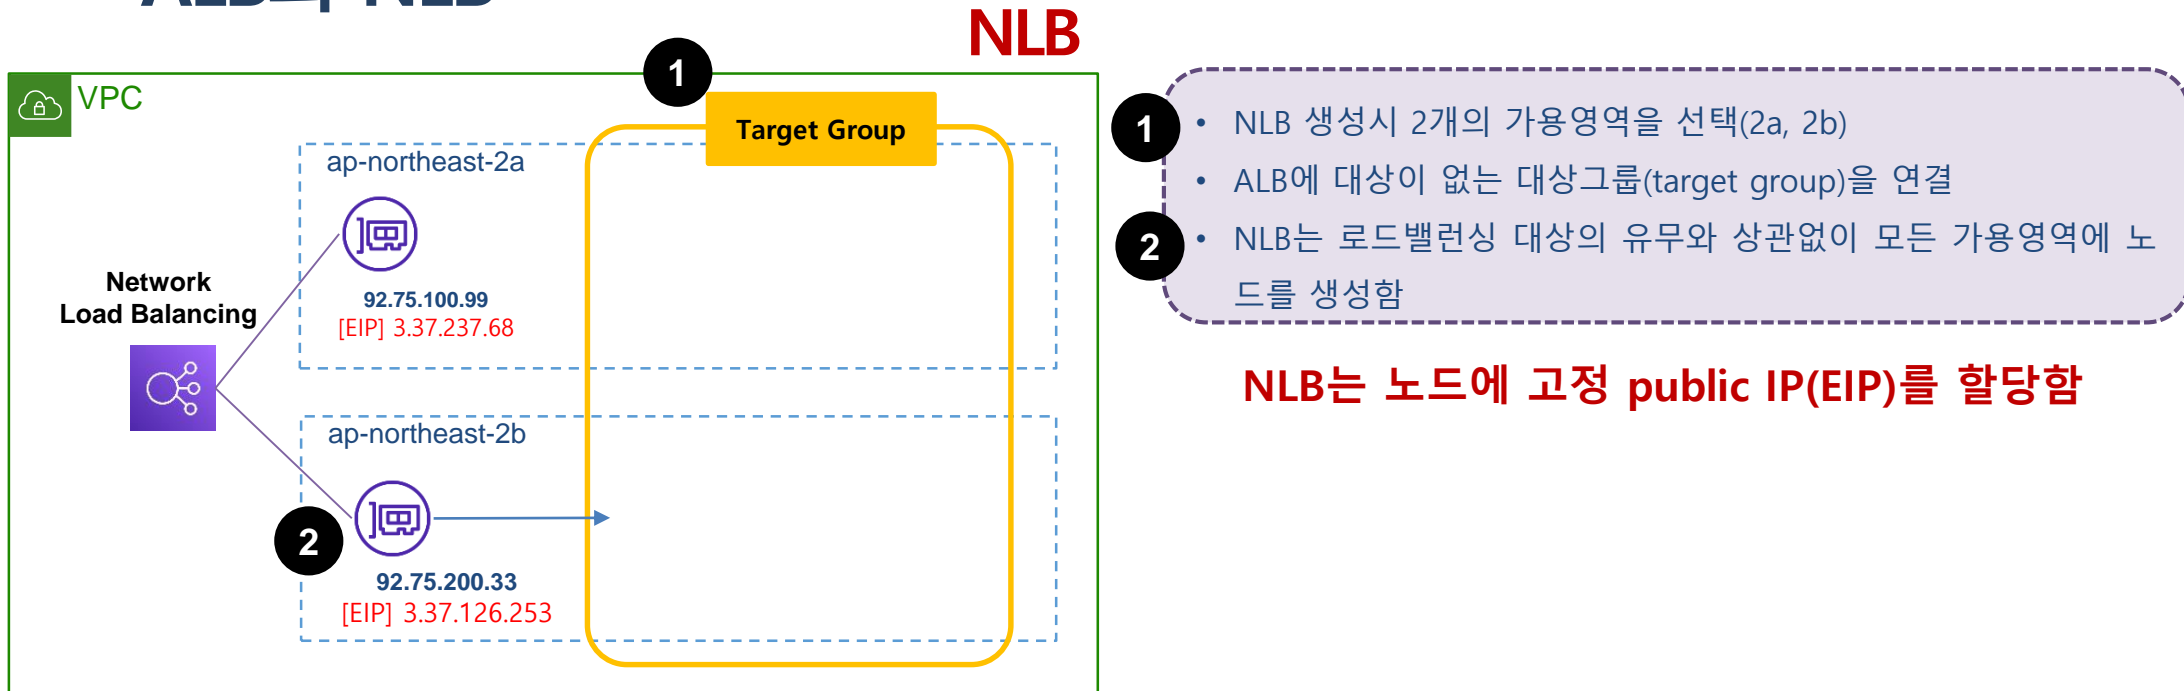 ALB와 NLB
NLB
1
VPC
Target Group
ap-northeast-2a
92.75.100.99
[EIP] 3.37.237.68
Network
Load Balancing
ap-northeast-2b
2
92.75.200.33
[EIP] 3.37.126.253
1
• NLB 생성시 2개의 가용영역을 선택(2a, 2b)
• ALB에 대상이 없는 대상그룹(target group)을 연결
2
• NLB는 로드밸런싱 대상의 유무와 상관없이 모든 가용영역에 노
드를 생성함
NLB는 노드에 고정 public IP(EIP)를 할당함